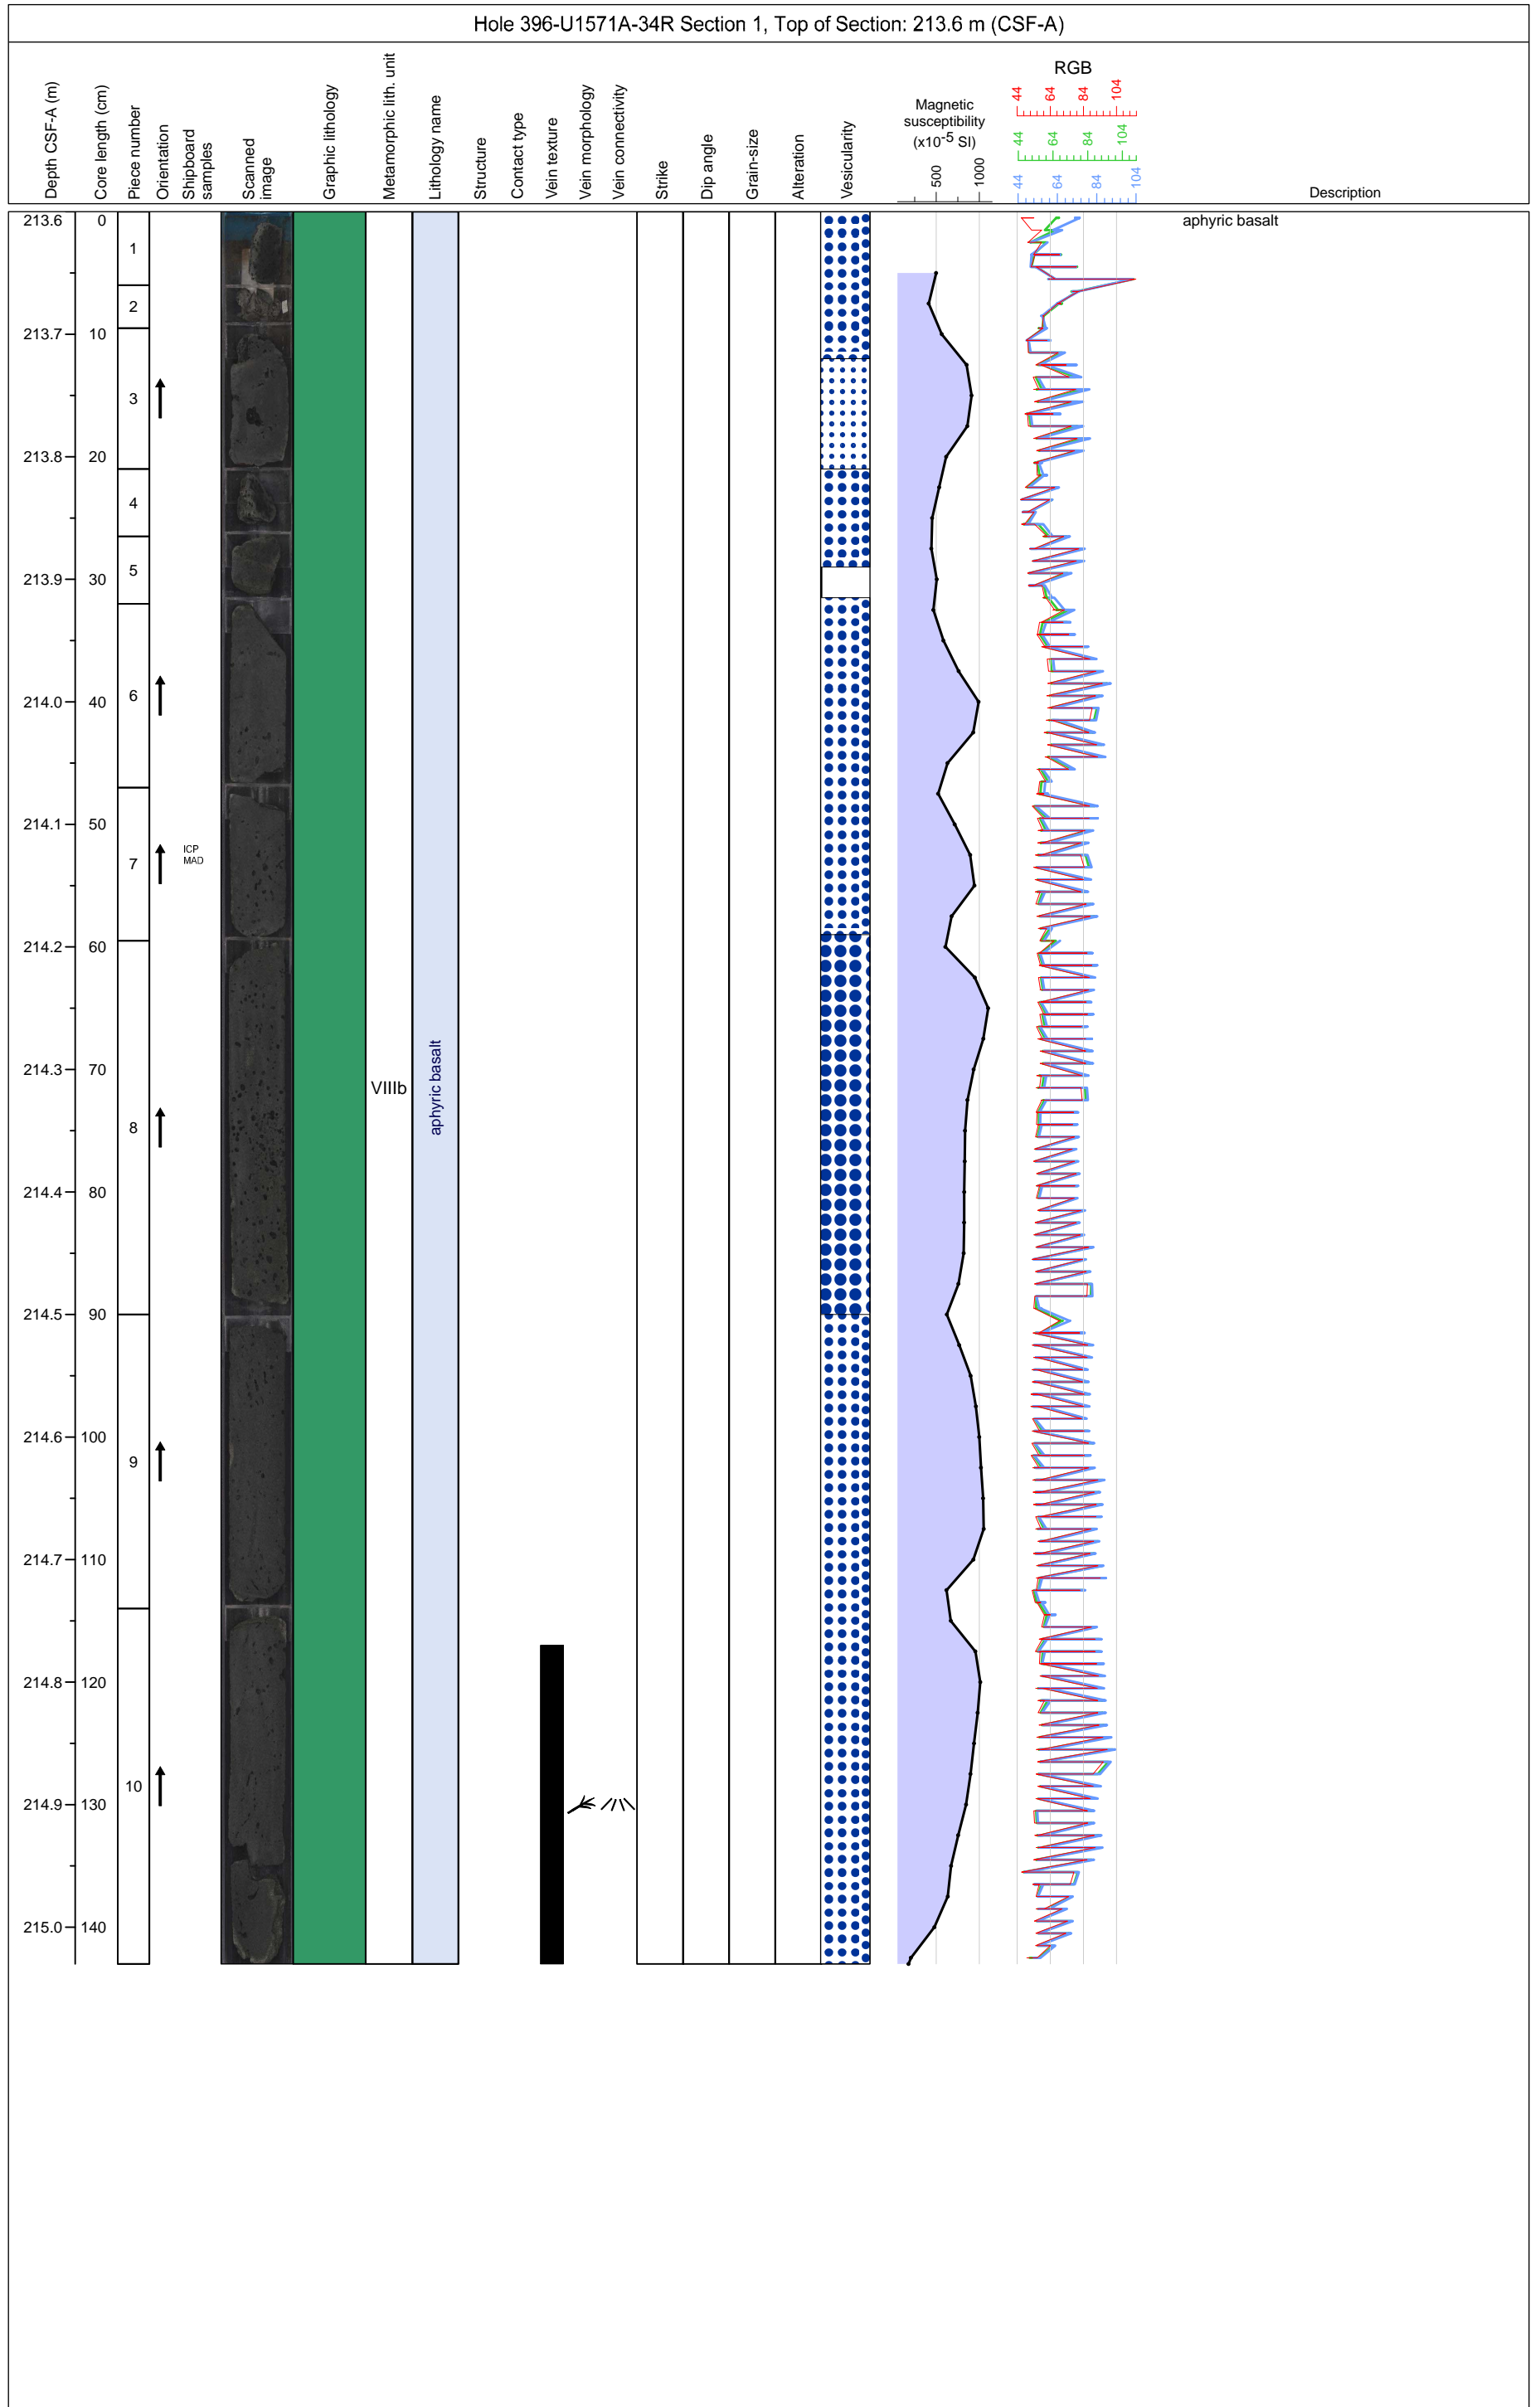 Hole 396-U1571A-34R Section 1, Top of Section: 213.6 m (CSF-A)
Depth CSF-A (m)
Core length (cm)
Piece number
Orientation
Shipboard
samples
Scanned
image
Graphic lithology
Metamorphic lith. unit
Lithology name
Structure
Contact type
Vein texture
Vein morphology
Vein connectivity
Strike
Dip angle
Grain-size
Alteration
Vesicularity
Magnetic
susceptibility
(x10-5 SI)
500 1000
RGB
44 64 84 104
44 64 84 104
44 64 84 104
Description
213.6 0
aphyric basalt
1
2
213.7 10
3
213.8 20
4
5
213.9 30
6
214.0 40
214.1 50
ICP
7
MAD
214.2 60
214.3 70
VIIIb
aphyric basalt
8
214.4 80
214.5 90
214.6 100
9
214.7 110
214.8 120
10
214.9 130
215.0 140